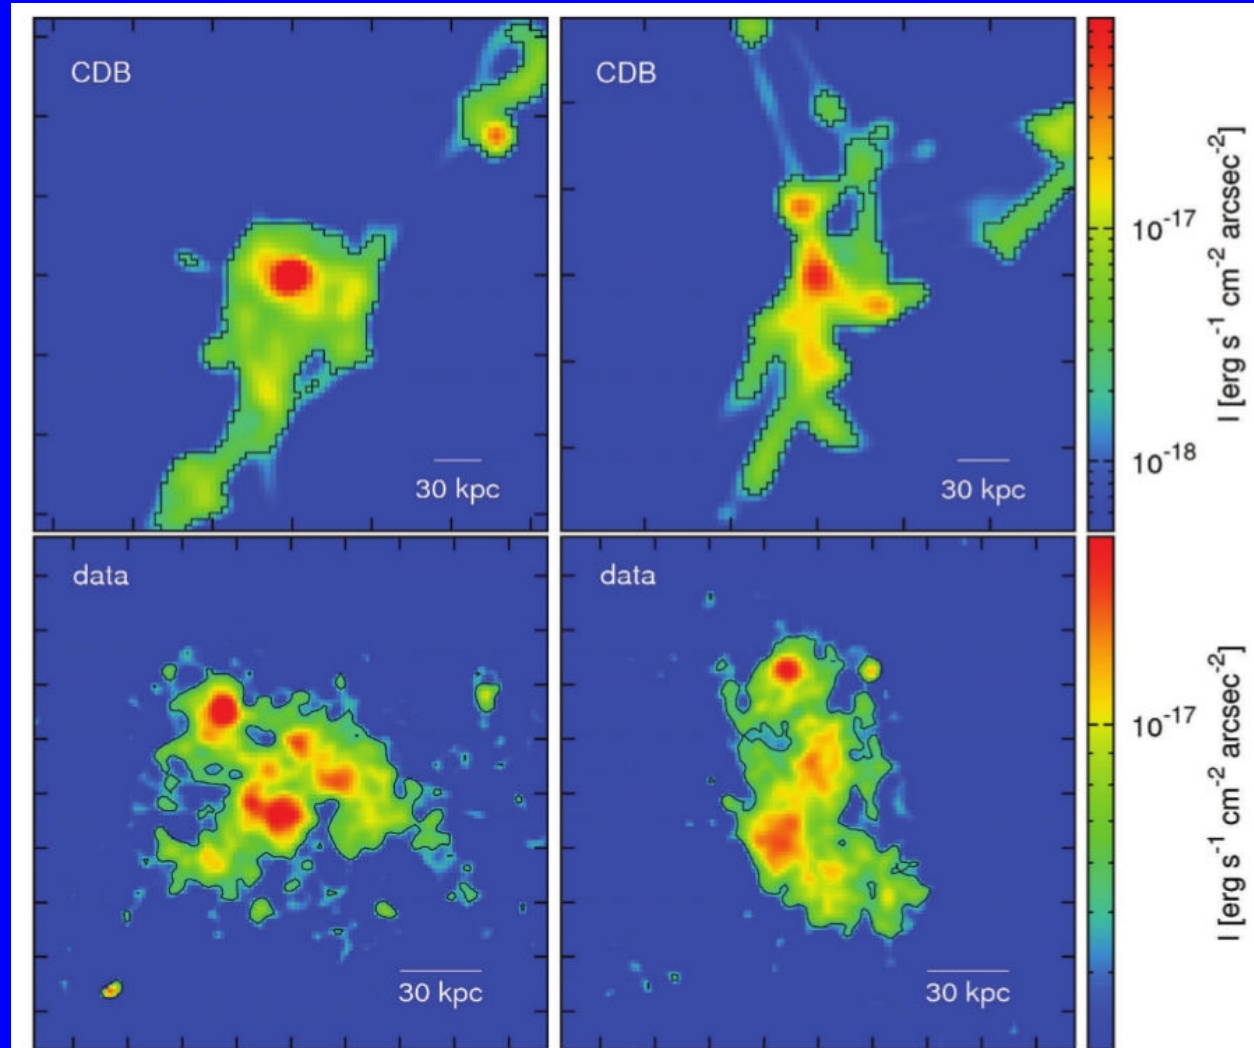 CDB
30 kpc
CDB
30 kpc
10^-17
10^-18
I [erg s^-1 cm^-2 arcsec^-2]
data
30 kpc
data
30 kpc
10^-17
I [erg s^-1 cm^-2 arcsec^-2]